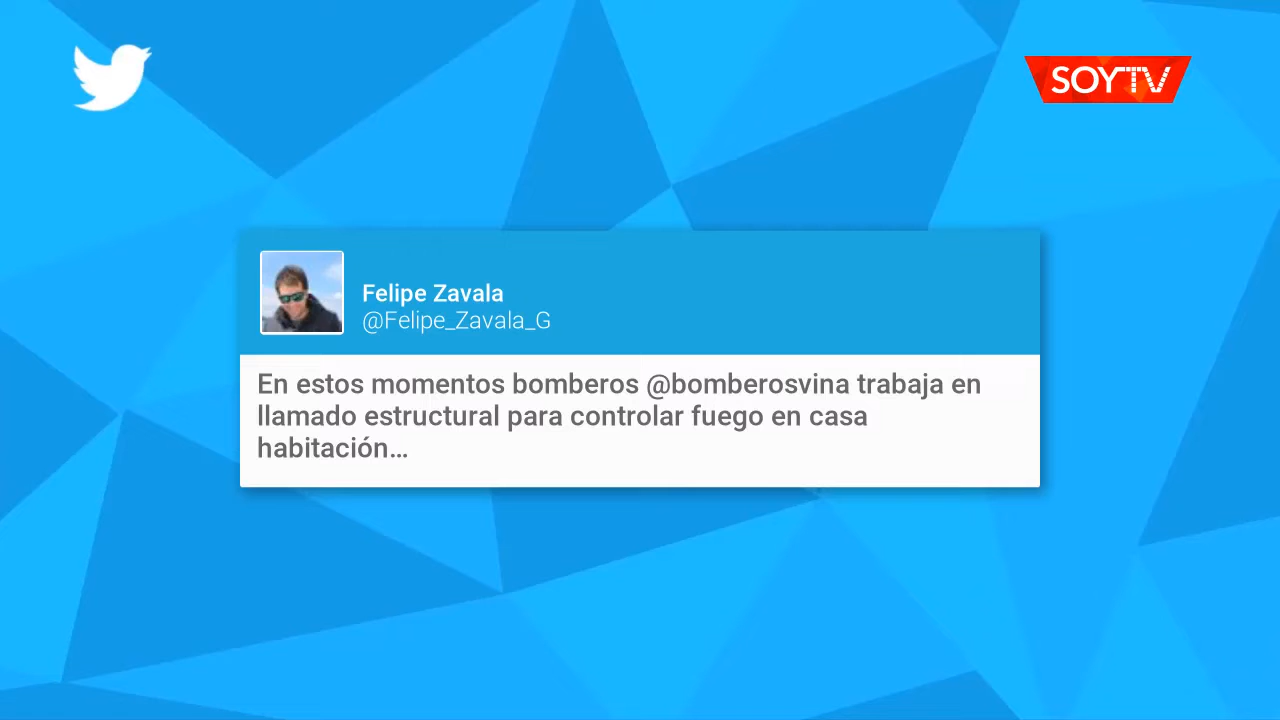 SOYTV
Felipe Zavala
@Felipe_Zavala_G
En estos momentos bomberos @bomberosvina trabaja en
llamado estructural para controlar fuego en casa
habitación…